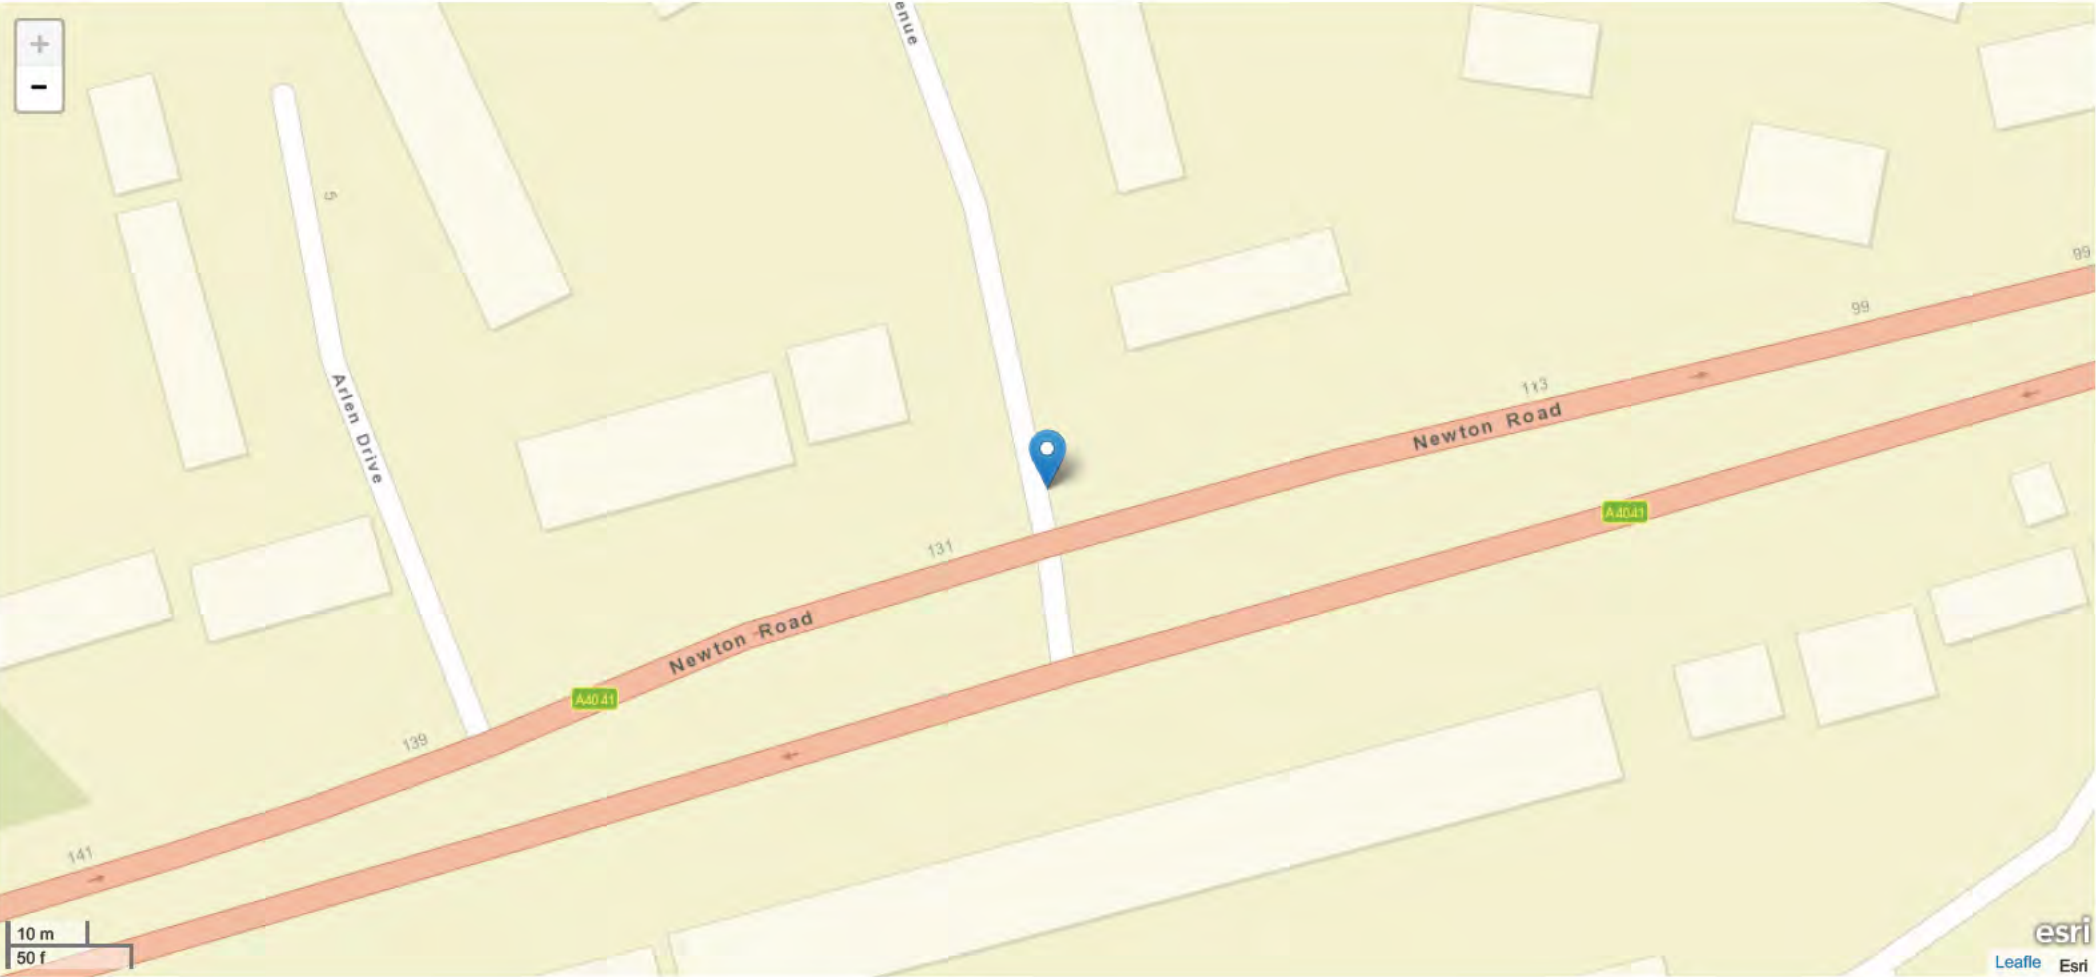 +
enue
-
5
99
99
Arlen Drive
113
Newton Road
A4041
131
Newton Road
A4041
139
141
10 m
50 f
esri
Leafle Esri